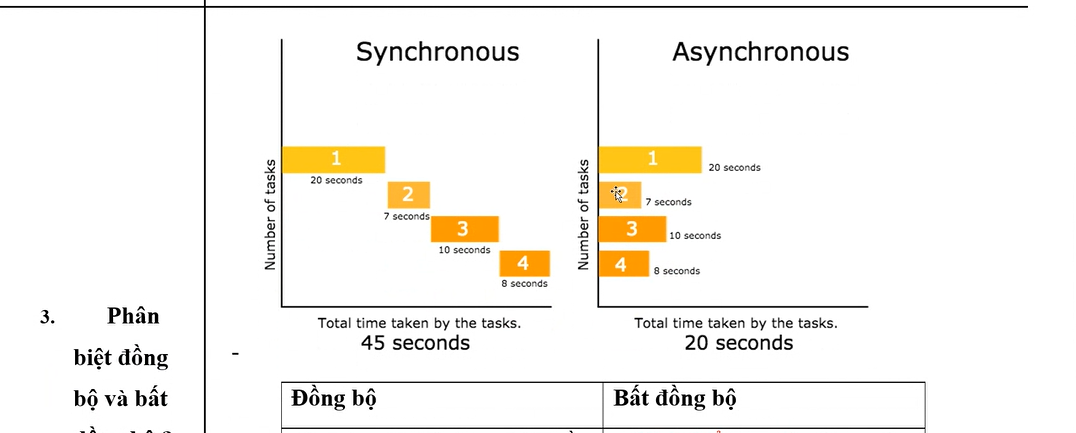 Synchronous
Number of tasks
1
20 seconds
2
7 seconds
3
10 seconds
4
8 seconds
Total time taken by the tasks.
45 seconds
Asynchronous
Number of tasks
1
20 seconds
2
7 seconds
3
10 seconds
4
8 seconds
Total time taken by the tasks.
20 seconds
3. Phân
biệt đồng
bộ và bất
-
Đồng bộ
Bất đồng bộ